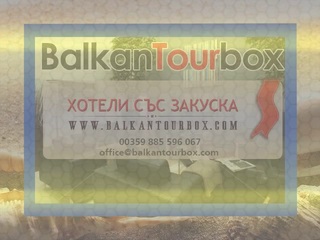 BalkanTourbox
ХОТЕЛИ СЪС ЗАКУСКА
WWW.BALKANTOURBOX.COM
00359 885 596 067
office@balkantourbox.com